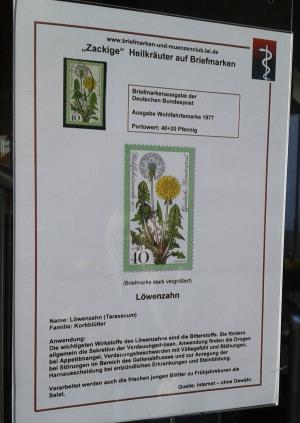 www.briefmarken-und-muenzenclub.lai.de
„Zackige" Heilkräuter auf Briefmarken
Briefmarkenausgabe der
Deutschen Bundespost
Ausgabe Wohlfahrtsmarke 1977
Portowert: 40+20 Pfennig
40
40
(Briefmarke stark vergrößert)
Löwenzahn
Name: Löwenzahn (Taraxacum)
Familie: Korbblütler
Anwendung:
Die wichtigsten Wirkstoffe des Löwenzahns sind die Bitterstoffe. Sie fördern
allgemein die Sekretion der Verdauungsdrüsen. Anwendung finden die Drogen
bei Appetitmangel, Verdauungsbeschwerden mit Völlegefühl und Blähungen,
bei Störungen im Bereich des Gallenabflusses und zur Anregung der
Harnausscheidung bei entzündlichen Erkrankungen und Steinbildung.
Verarbeitet werden auch die frischen jungen Blätter zu Frühjahrskuren als
Salat.
Quelle: Internet – ohne Gewähr